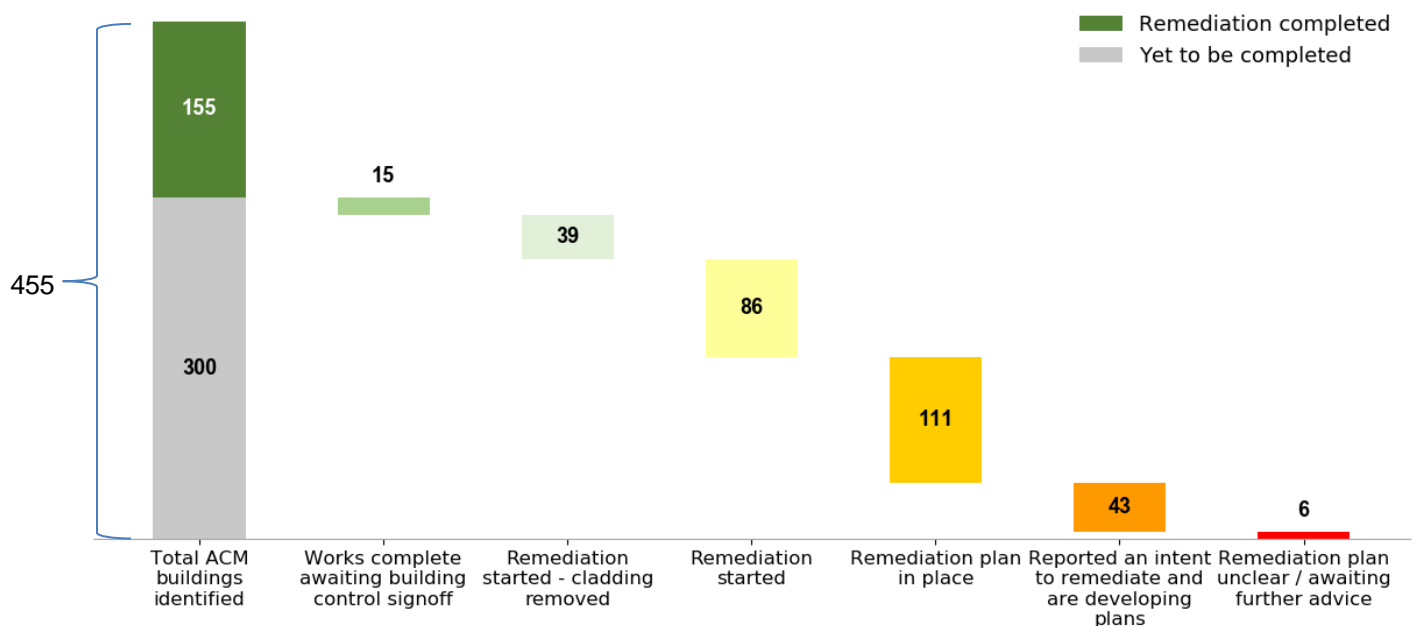 Remediation completed
Yet to be completed
155
15
39
455
86
300
111
43
6
Total ACM
buildings
identified
Works complete
awaiting building
control signoff
Remediation
started - cladding
removed
Remediation
started
Remediation plan
in place
Reported an intent
to remediate and
are developing
plans
Remediation plan
unclear / awaiting
further advice